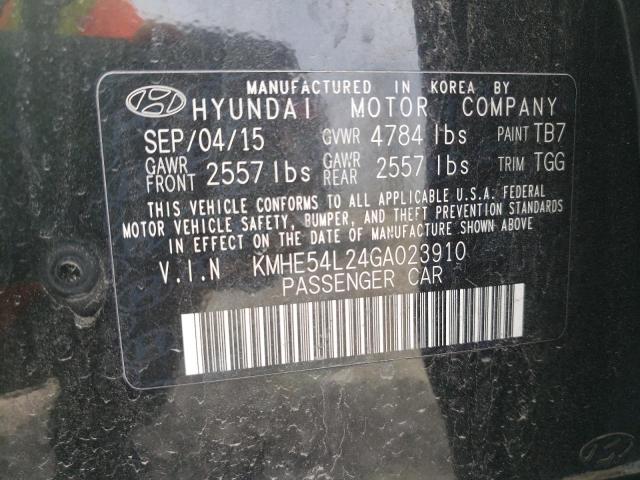 MANUFACTURED IN KOREA BY
HYUNDAI MOTOR COMPANY
SEP/04/15 GVWR 4784 lbs PAINT TB7
GAWR FRONT 2557 lbs GAWR REAR 2557 lbs TRIM TGG
THIS VEHICLE CONFORMS TO ALL APPLICABLE U.S.A. FEDERAL
MOTOR VEHICLE SAFETY, BUMPER, AND THEFT PREVENTION STANDARDS
IN EFFECT ON THE DATE OF MANUFACTURE SHOWN ABOVE.
V.I.N KMHE54L24GA023910
PASSENGER CAR